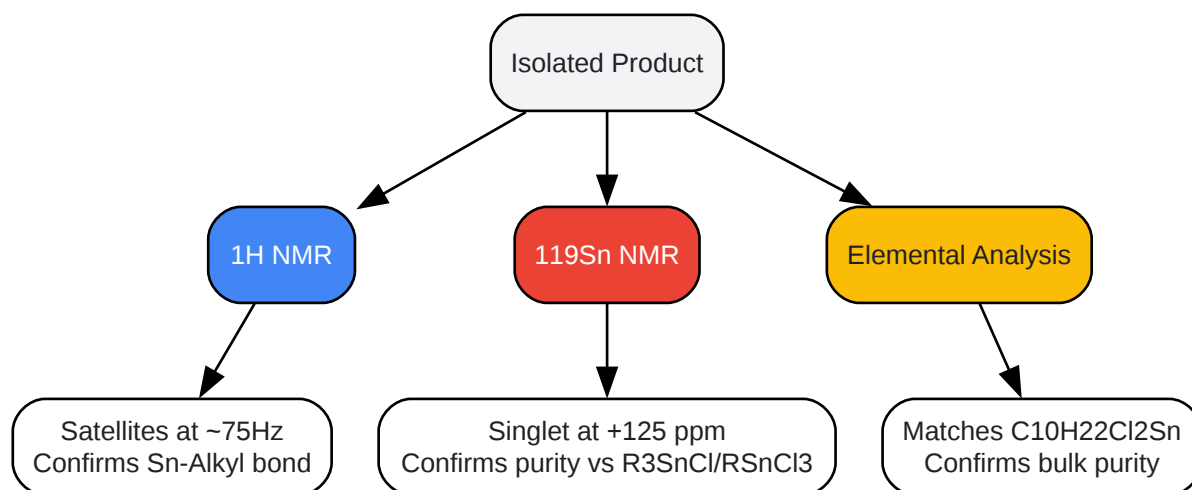 Isolated Product
1H NMR
119Sn NMR
Elemental Analysis
Satellites at ~75Hz
Confirms Sn-Alkyl bond
Singlet at +125 ppm
Confirms purity vs R3SnCl/RSnCl3
Matches C10H22Cl2Sn
Confirms bulk purity